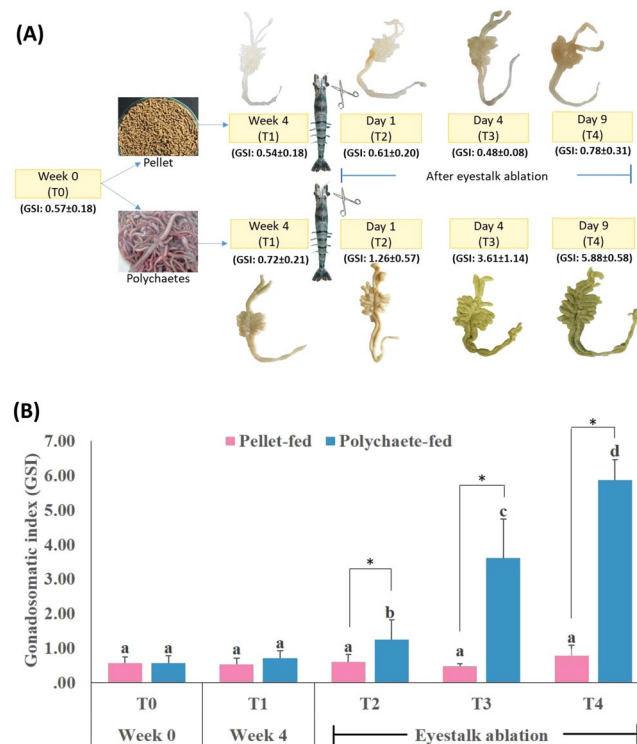 (A)
Pellet
Week 0
(T0)
(GSI: 0.57±0.18)
Polychaetes
Week 4
(T1)
(GSI: 0.54±0.18)
Day 1
(T2)
(GSI: 0.61±0.20)
Day 4
(T3)
(GSI: 0.48±0.08)
Day 9
(T4)
(GSI: 0.78±0.31)
After eyestalk ablation
Week 4
(T1)
(GSI: 0.72±0.21)
Day 1
(T2)
(GSI: 1.26±0.57)
Day 4
(T3)
(GSI: 3.61±1.14)
Day 9
(T4)
(GSI: 5.88±0.58)
(B)
Pellet-fed Polychaete-fed
Gonadosomatic index (GSI)
7.00
6.00
5.00
4.00
3.00
2.00
1.00
.00
a a a a a b a c a d
* * *
T0 T1 T2 T3 T4
Week 0 Week 4 Eyestalk ablation